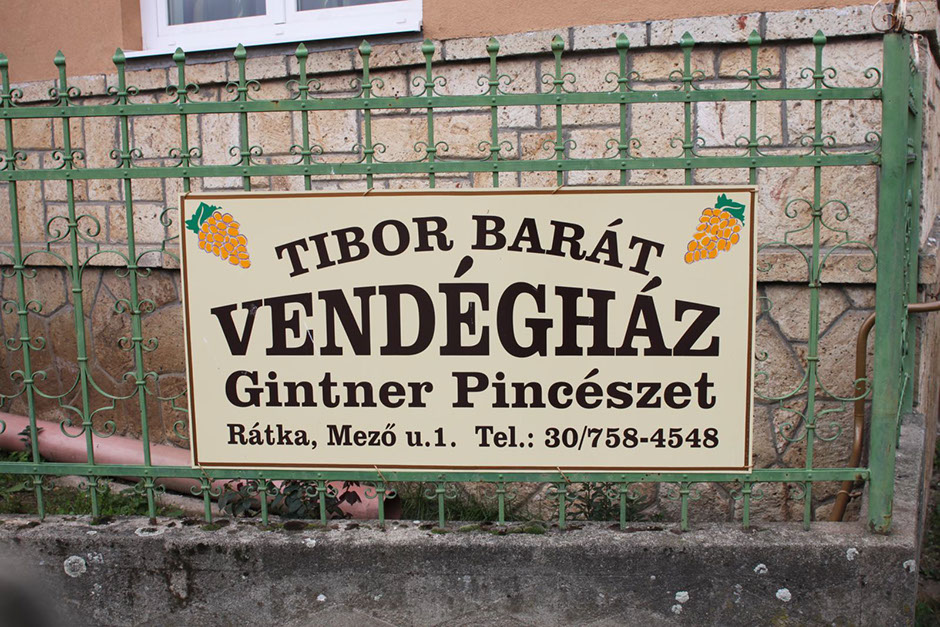 TIBOR BARÁT
VENDÉGHÁZ
Gintner Pincészet
Rátka, Mező u.1. Tel.: 30/758-4548